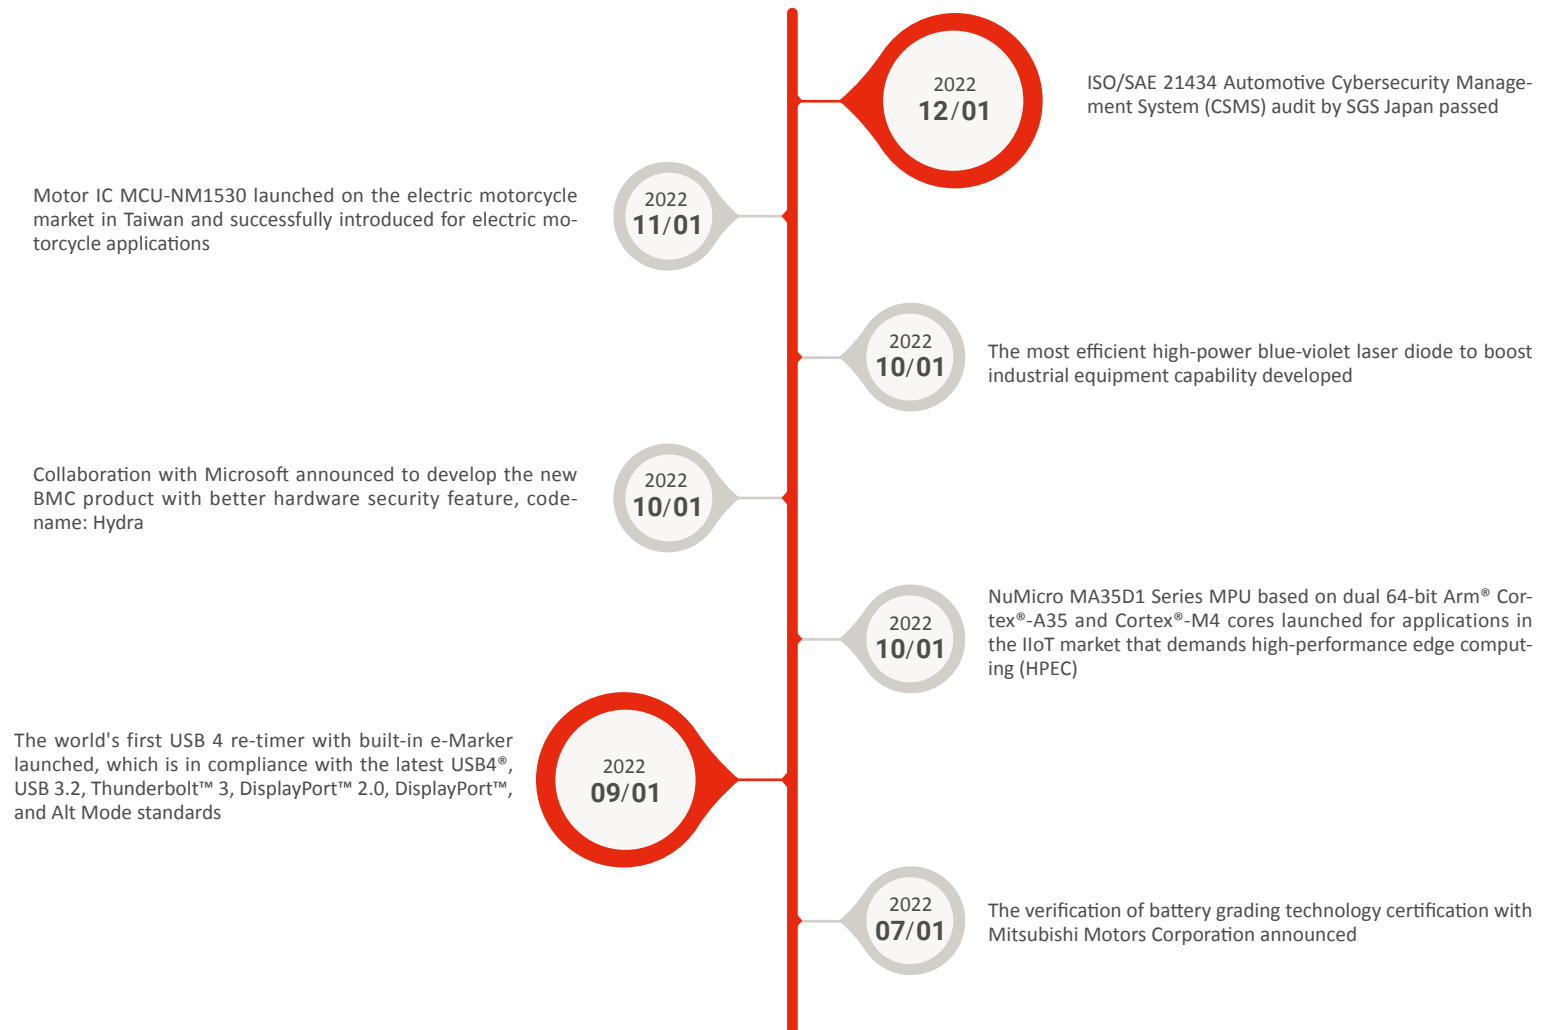 2022
12/01
ISO/SAE 21434 Automotive Cybersecurity Manage-
ment System (CSMS) audit by SGS Japan passed
Motor IC MCU-NM1530 launched on the electric motorcycle
market in Taiwan and successfully introduced for electric mo-
torcycle applications
2022
11/01
2022
10/01
The most efficient high-power blue-violet laser diode to boost
industrial equipment capability developed
Collaboration with Microsoft announced to develop the new
BMC product with better hardware security feature, code-
name: Hydra
2022
10/01
2022
10/01
NuMicro MA35D1 Series MPU based on dual 64-bit Arm® Cor-
tex®-A35 and Cortex®-M4 cores launched for applications in
the IIoT market that demands high-performance edge comput-
ing (HPEC)
The world's first USB 4 re-timer with built-in e-Marker
launched, which is in compliance with the latest USB4®,
USB 3.2, Thunderbolt™ 3, DisplayPort™ 2.0, DisplayPort™,
and Alt Mode standards
2022
09/01
2022
07/01
The verification of battery grading technology certification with
Mitsubishi Motors Corporation announced